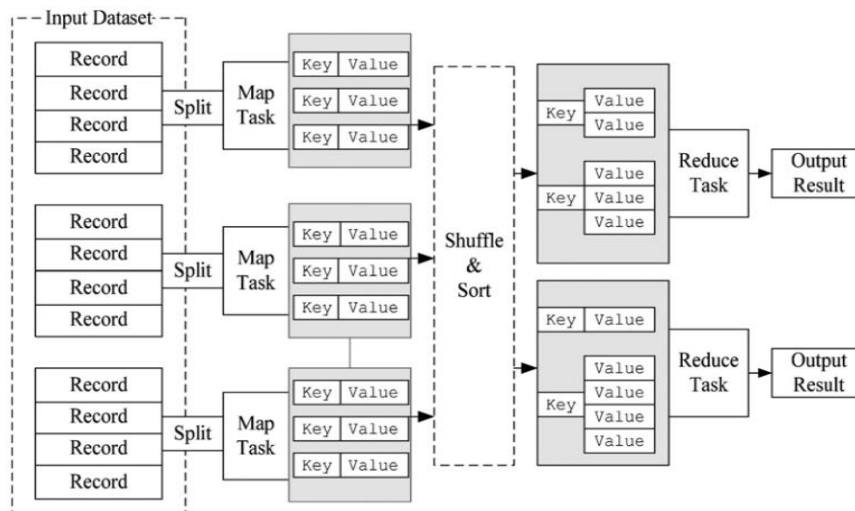 Input Dataset
Record
Record
Record
Record
Split
Map
Task
Key Value
Key Value
Key Value
Record
Record
Record
Record
Split
Map
Task
Key Value
Key Value
Key Value
Record
Record
Record
Record
Split
Map
Task
Key Value
Key Value
Key Value
Shuffle
&
Sort
Key
Value
Value
Key
Value
Value
Value
Reduce
Task
Output
Result
Key Value
Key
Value
Value
Value
Value
Reduce
Task
Output
Result